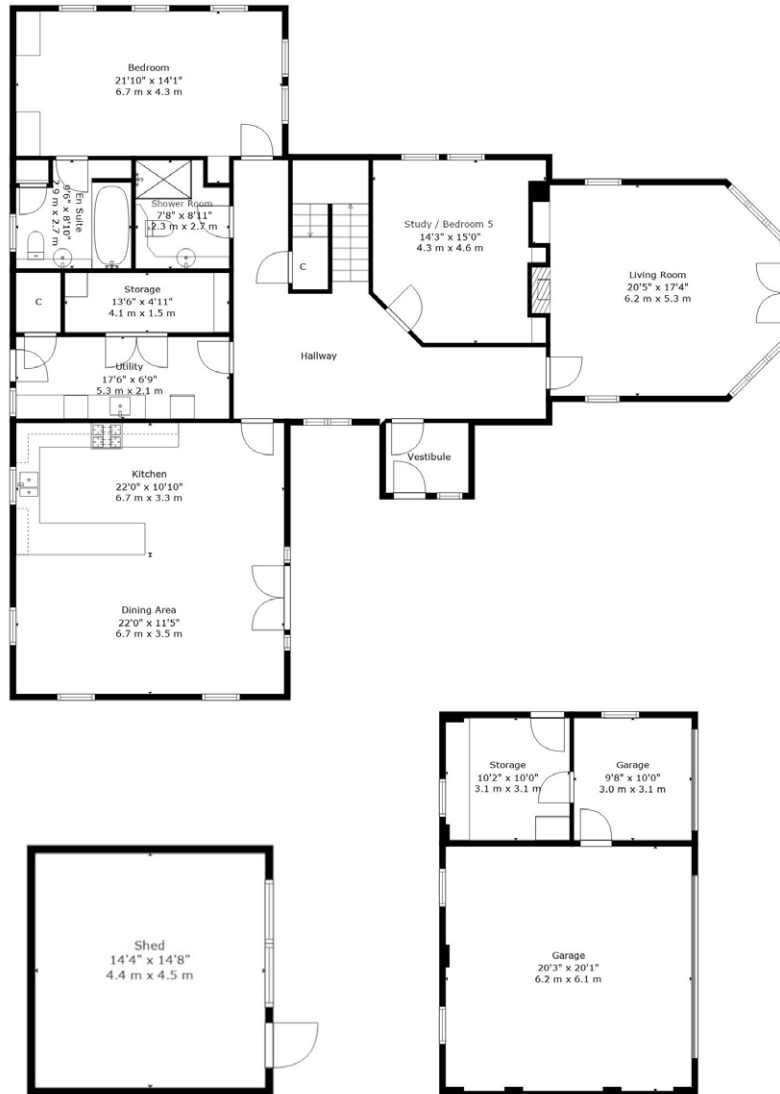 Bedroom
21'10" x 14'1"
6.7 m x 4.3 m
En Suite
9'6" x 8'10"
2.9 m x 2.7 m
Shower Room
7'8" x 8'11"
2.3 m x 2.7 m
Study / Bedroom 5
14'3" x 15'0"
4.3 m x 4.6 m
Living Room
20'5" x 17'4"
6.2 m x 5.3 m
C
C
Storage
13'6" x 4'11"
4.1 m x 1.5 m
Hallway
Utility
17'6" x 6'9"
5.3 m x 2.1 m
Vestibule
Kitchen
22'0" x 10'10"
6.7 m x 3.3 m
Dining Area
22'0" x 11'5"
6.7 m x 3.5 m
Storage
10'2" x 10'0"
3.1 m x 3.1 m
Garage
9'8" x 10'0"
3.0 m x 3.1 m
Shed
14'4" x 14'8"
4.4 m x 4.5 m
Garage
20'3" x 20'1"
6.2 m x 6.1 m